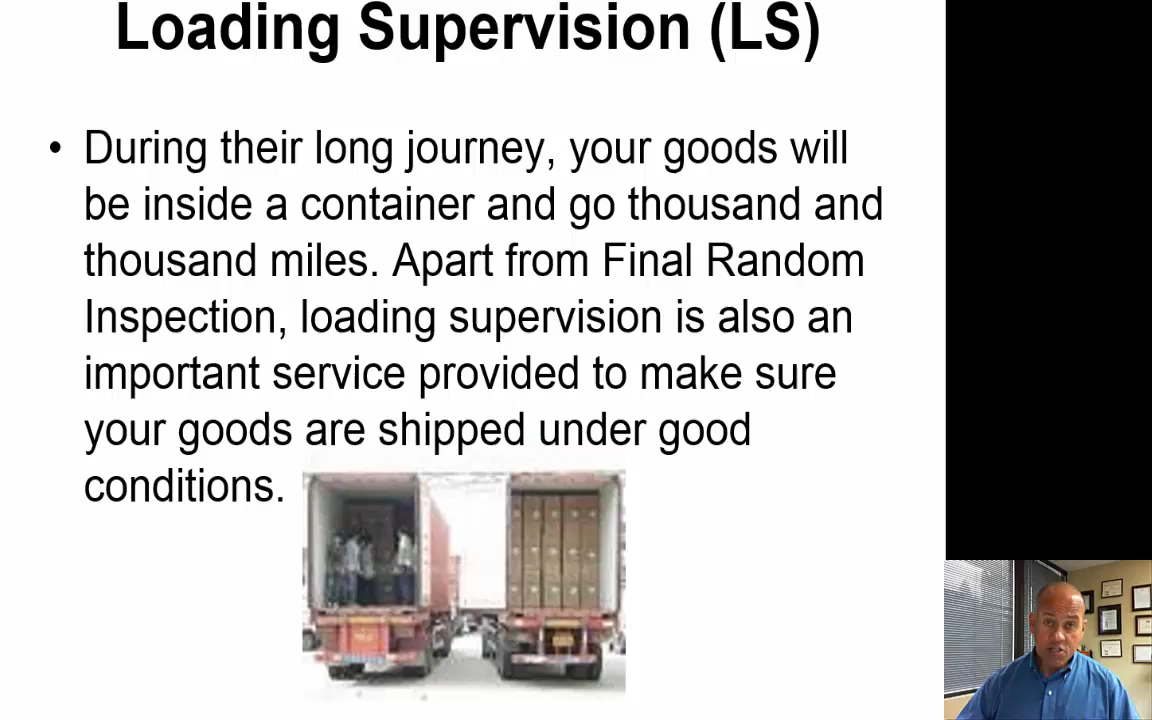 Loading Supervision (LS)
• During their long journey, your goods will
be inside a container and go thousand and
thousand miles. Apart from Final Random
Inspection, loading supervision is also an
important service provided to make sure
your goods are shipped under good
conditions.